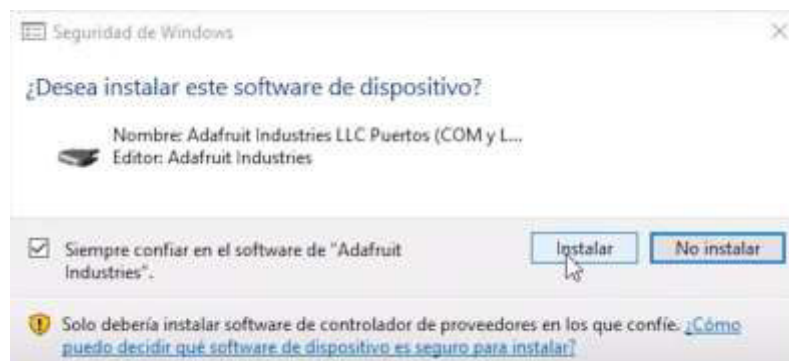 Seguridad de Windows
¿Desea instalar este software de dispositivo?
Nombre: Adafruit Industries LLC Puertos (COM y L...
Editor: Adafruit Industries
Siempre confiar en el software de "Adafruit
Industries".
Instalar
No instalar
Solo debería instalar software de controlador de proveedores en los que confíe. ¿Cómo
puedo decidir qué software de dispositivo es seguro para instalar?